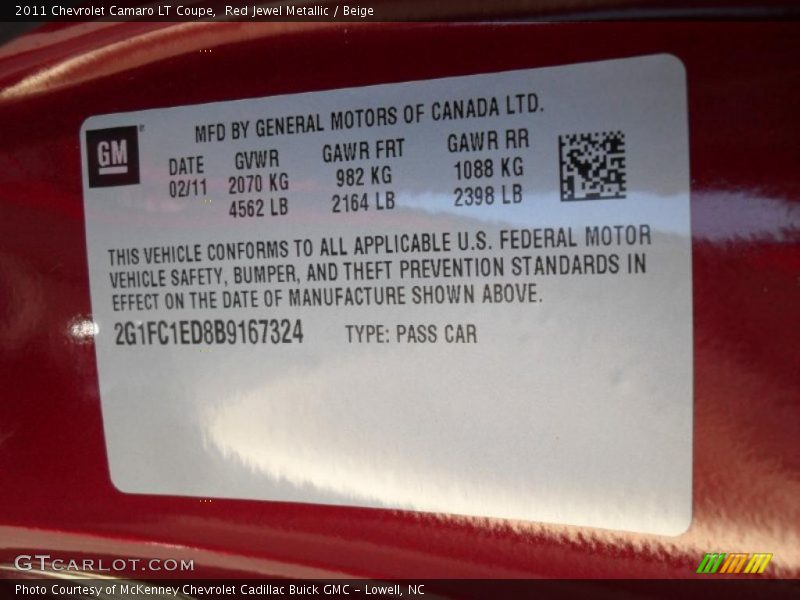 2011 Chevrolet Camaro LT Coupe, Red Jewel Metallic / Beige
GM
MFD BY GENERAL MOTORS OF CANADA LTD.
DATE GVWR GAWR FRT GAWR RR
02/11 2070 KG 982 KG 1088 KG
4562 LB 2164 LB 2398 LB
THIS VEHICLE CONFORMS TO ALL APPLICABLE U.S. FEDERAL MOTOR
VEHICLE SAFETY, BUMPER, AND THEFT PREVENTION STANDARDS IN
EFFECT ON THE DATE OF MANUFACTURE SHOWN ABOVE.
2G1FC1ED8B9167324 TYPE: PASS CAR
GTCARLOT.COM
Photo Courtesy of McKenney Chevrolet Cadillac Buick GMC - Lowell, NC